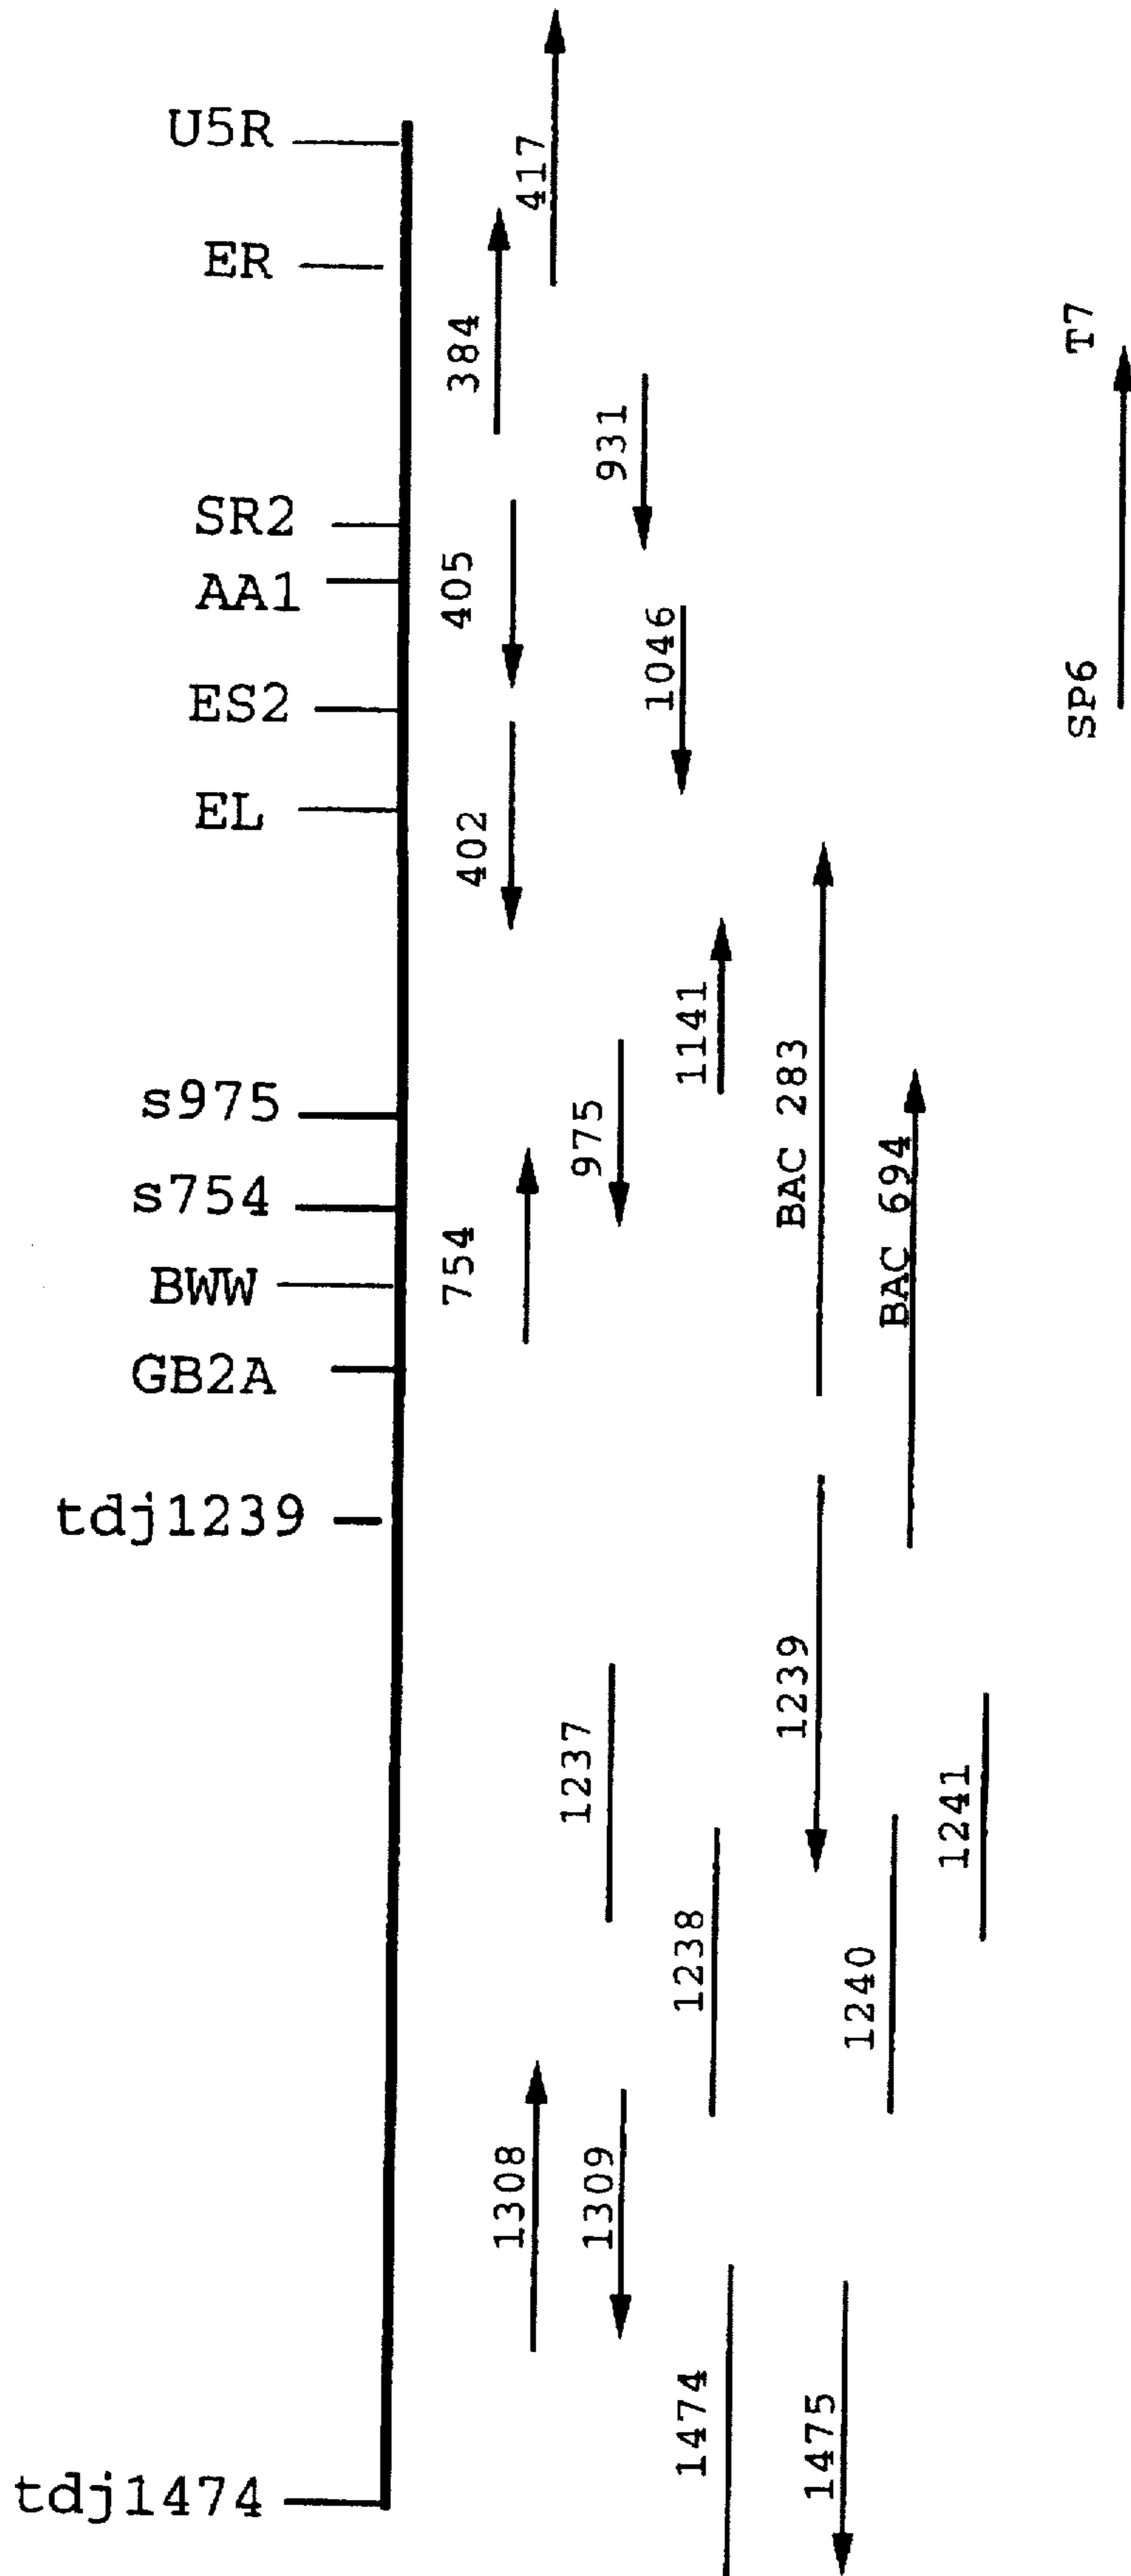 U5R
ER
SR2
AA1
ES2
EL
s975
s754
BWW
GB2A
tdj1239
tdj1474
417
384
931
405
1046
402
1141
975
754
BAC 283
BAC 694
1239
1237
1241
1238
1240
1308
1309
1474
1475
T7
SP6